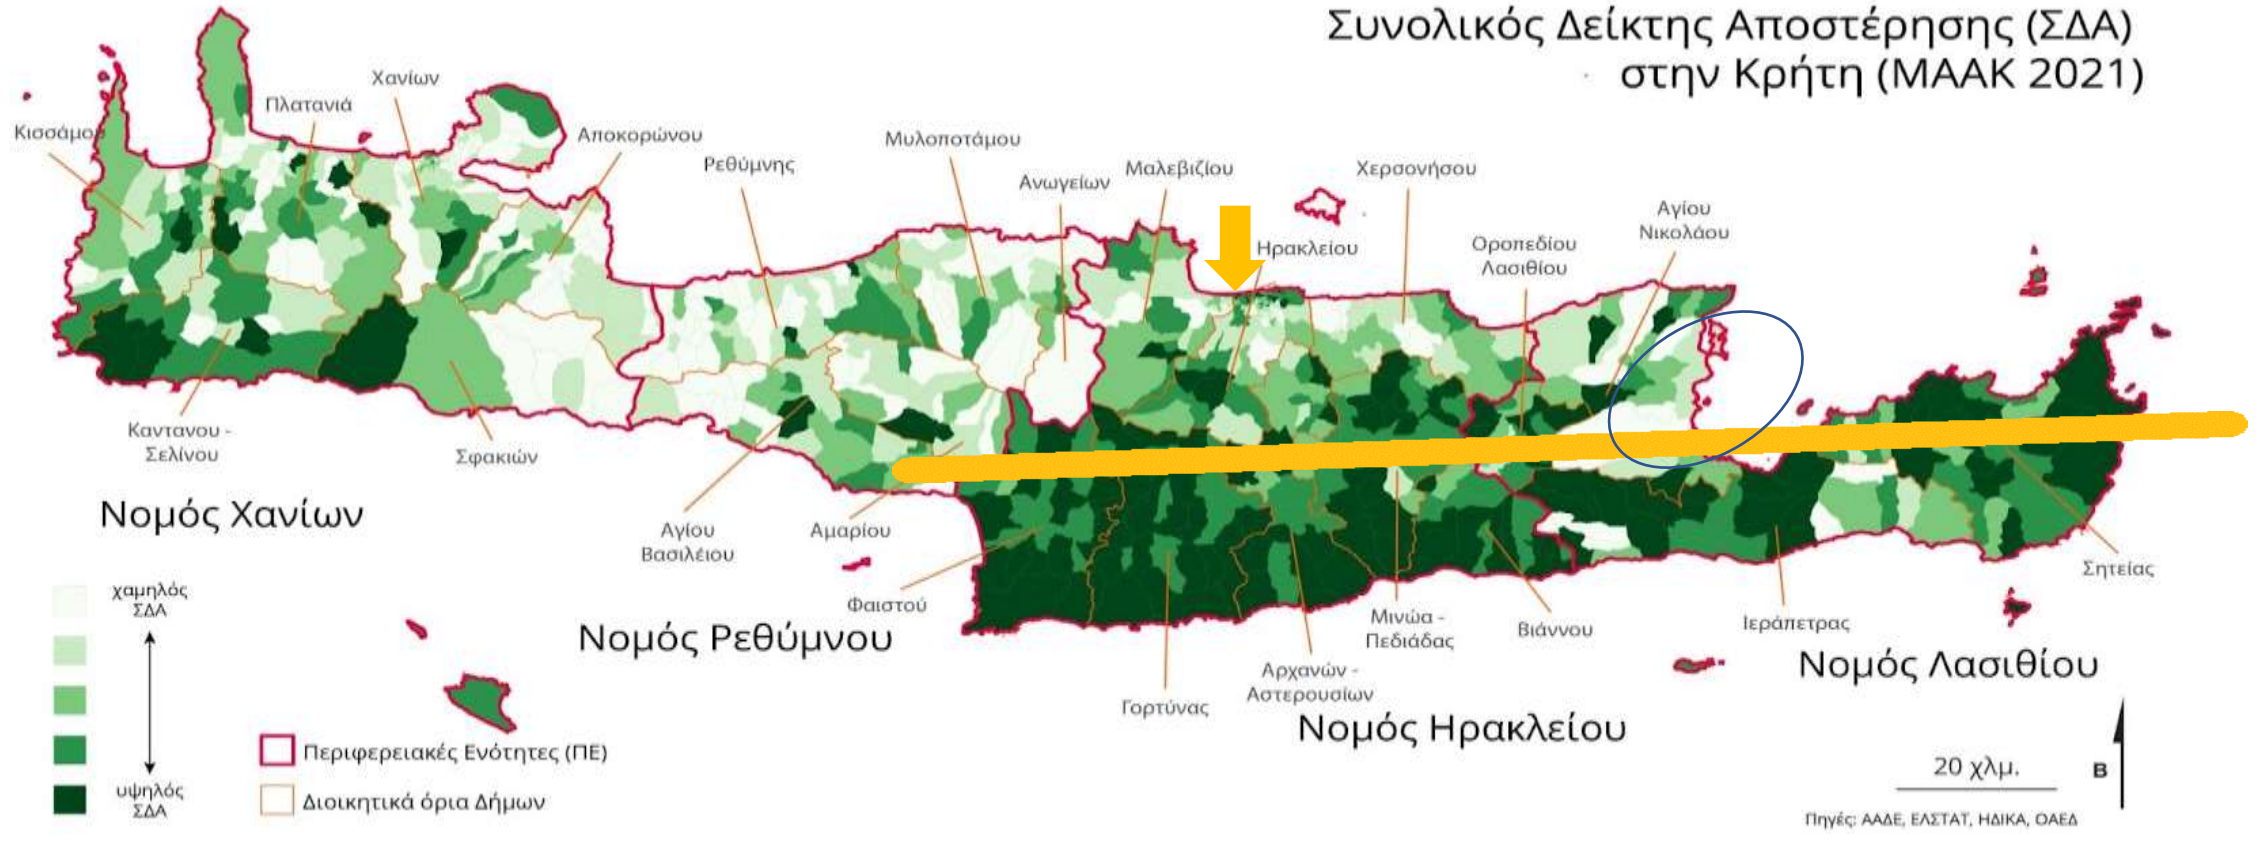 Συνολικός Δείκτης Αποστέρησης (ΣΔΑ)
στην Κρήτη (ΜΑΑΚ 2021)
Χανίων
Πλατανιά
Κισσάμου
Αποκορώνου
Ρεθύμνης
Μυλοποτάμου
Ανωγείων
Μαλεβιζίου
Χερσονήσου
Ηρακλείου
Οροπεδίου
Λασιθίου
Αγίου
Νικολάου
Καντανου -
Σελίνου
Σφακιών
Νομός Χανίων
Αγίου
Βασιλείου
Αμαρίου
Φαιστού
Νομός Ρεθύμνου
Γορτύνας
Αρχανών -
Αστερουσίων
Μινώα -
Πεδιάδας
Βιάννου
Ιεράπετρας
Σητείας
Νομός Λασιθίου
Νομός Ηρακλείου
χαμηλός
ΣΔΑ
υψηλός
ΣΔΑ
Περιφερειακές Ενότητες (ΠΕ)
Διοικητικά όρια Δήμων
20 χλμ.
Β
Πηγές: ΑΑΔΕ, ΕΛΣΤΑΤ, ΗΔΙΚΑ, ΟΑΕΔ